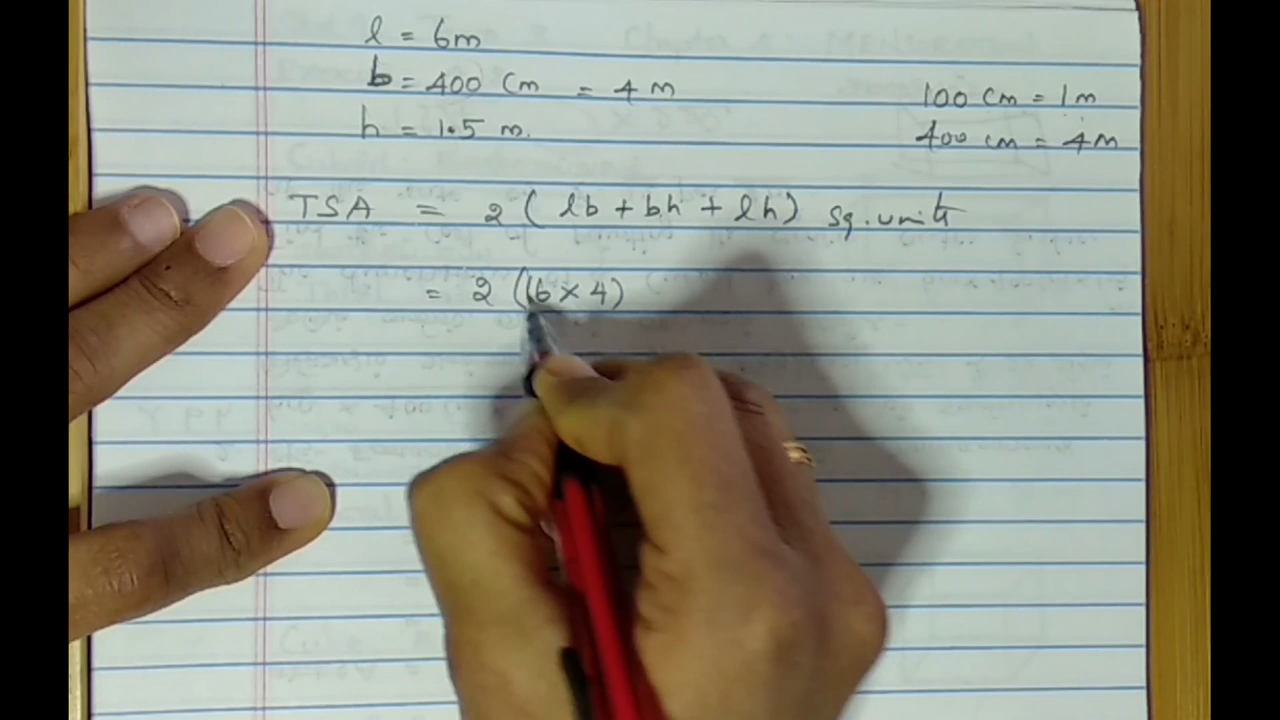 l = 6m
b = 400 Cm = 4 m
h = 1.5 m.
100 Cm = 1m
400 cm = 4m
TSA = 2 ( lb + bh + lh ) sq. units
= 2 ((6 × 4)